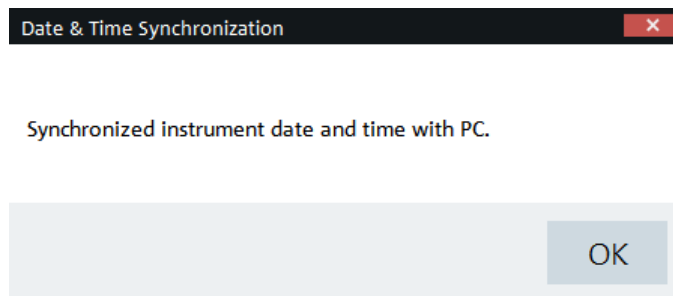 Date & Time Synchronization
Synchronized instrument date and time with PC.
OK